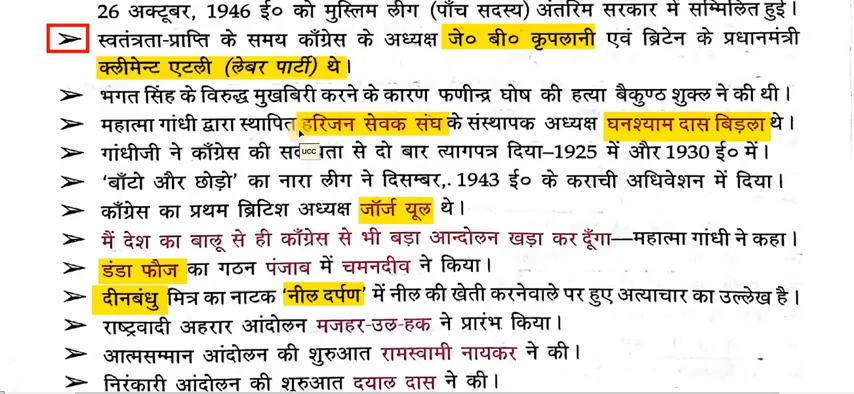 26 अक्टूबर, 1946 ई० को मुस्लिम लीग (पाँच सदस्य) अंतरिम सरकार में सम्मिलित हुई।
➢ स्वतंत्रता-प्राप्ति के समय काँग्रेस के अध्यक्ष जे० बी० कृपलानी एवं ब्रिटेन के प्रधानमंत्री
क्लीमेन्ट एटली (लेबर पार्टी) थे।
➢ भगत सिंह के विरुद्ध मुखबिरी करने के कारण फणीन्द्र घोष की हत्या बैकुण्ठ शुक्ल ने की थी।
➢ महात्मा गांधी द्वारा स्थापित हरिजन सेवक संघ के संस्थापक अध्यक्ष घनश्याम दास बिड़ला थे।
➢ गांधीजी ने काँग्रेस की से दो बार त्यागपत्र दिया–1925 में और 1930 ई० में।
ucc
➢ ‘बाँटो और छोड़ो’ का नारा लीग ने दिसम्बर,. 1943 ई० के कराची अधिवेशन में दिया।
➢ काँग्रेस का प्रथम ब्रिटिश अध्यक्ष जॉर्ज यूल थे।
➢ मैं देश का बालू से ही काँग्रेस से भी बड़ा आन्दोलन खड़ा कर दूँगा—महात्मा गांधी ने कहा।
➢ डंडा फौज का गठन पंजाब में चमनदीव ने किया।
➢ दीनबंधु मित्र का नाटक ‘नील दर्पण’ में नील की खेती करनेवाले पर हुए अत्याचार का उल्लेख है।
➢ राष्ट्रवादी अहरार आंदोलन मजहर-उल-हक ने प्रारंभ किया।
➢ आत्मसम्मान आंदोलन की शुरुआत रामस्वामी नायकर ने की।
➢ निरंकारी आंदोलन की शुरुआत दयाल दास ने की।